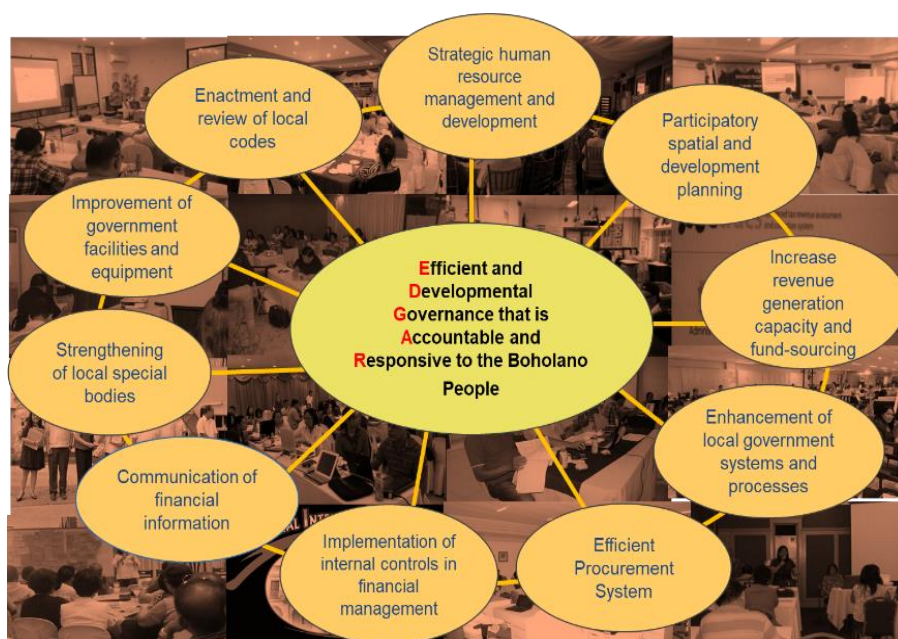 Efficient and
Developmental
Governance that is
Accountable and
Responsive to the Boholano
People
Strategic human
resource
management and
development
Participatory
spatial and
development
planning
Increase
revenue
generation
capacity and
fund-sourcing
Enhancement of
local government
systems and
processes
Efficient
Procurement
System
Implementation of
internal controls in
financial
management
Communication of
financial
information
Strengthening
of local special
bodies
Improvement of
government
facilities and
equipment
Enactment and
review of local
codes